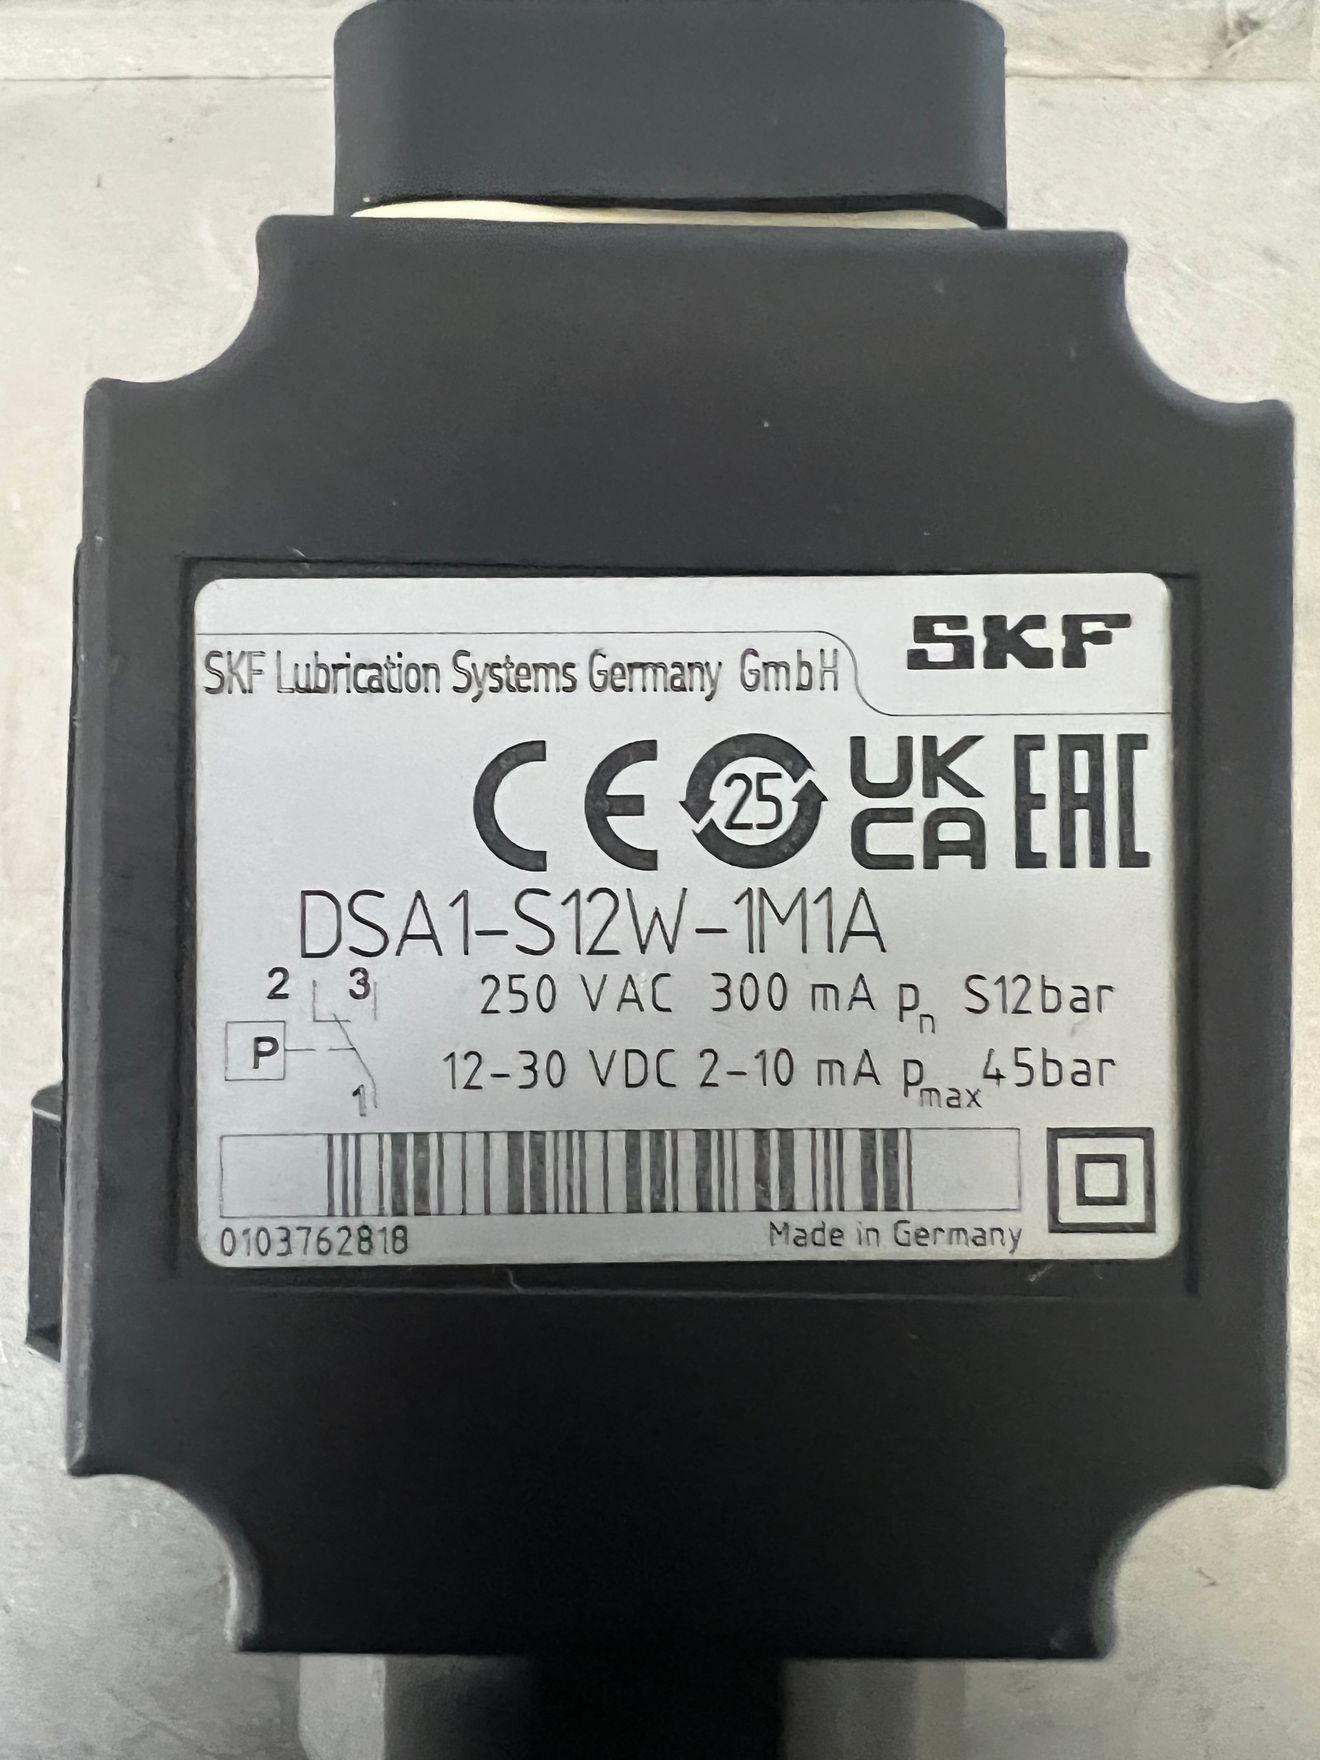 SKF
SKF Lubrication Systems Germany GmbH
CE 25 UK CA EAC
DSA1-S12W-1M1A
2 3 250 VAC 300 mA pn S12bar
P 12-30 VDC 2-10 mA pmax 45bar
1
0103762818 Made in Germany